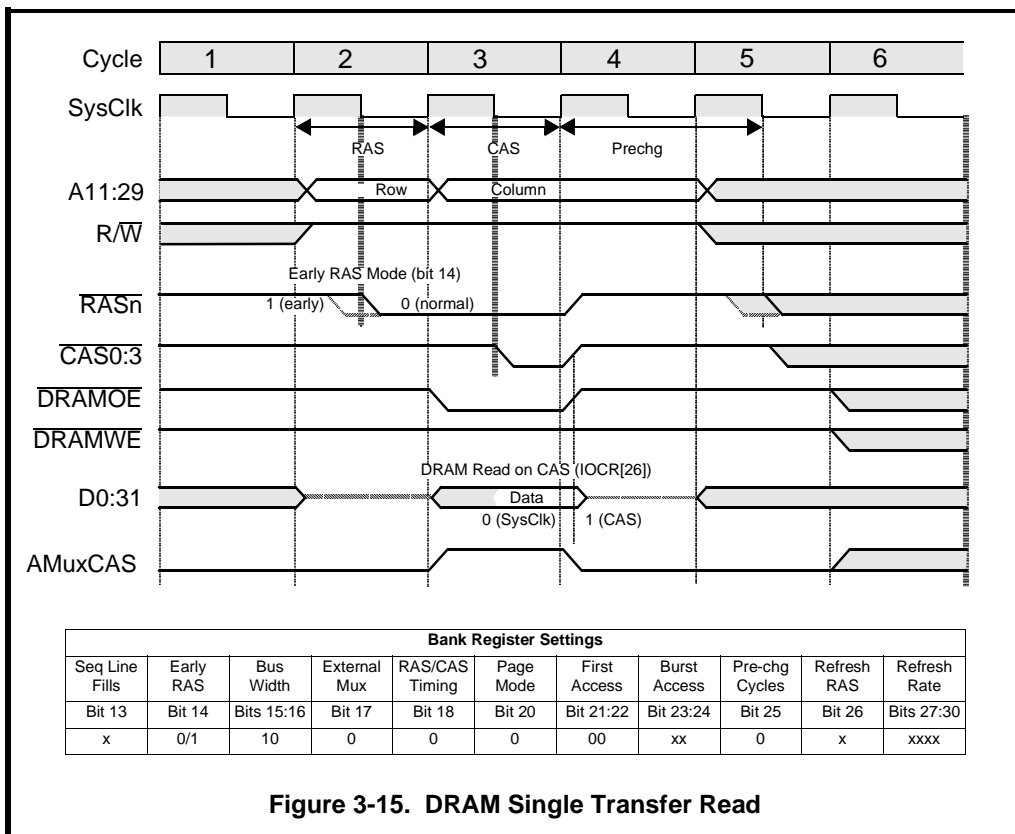 Cycle 1 2 3 4 5 6
SysClk
RAS CAS Prechg
A11:29 Row Column
R/W
Early RAS Mode (bit 14)
RASn 1 (early) 0 (normal)
CAS0:3
DRAMOE
DRAMWE
DRAM Read on CAS (IOCR[26])
D0:31 Data
0 (SysClk) 1 (CAS)
AMuxCAS
Bank Register Settings
Seq Line Fills Early RAS Bus Width External Mux RAS/CAS Timing Page Mode First Access Burst Access Pre-chg Cycles Refresh RAS Refresh Rate
Bit 13 Bit 14 Bits 15:16 Bit 17 Bit 18 Bit 20 Bit 21:22 Bit 23:24 Bit 25 Bit 26 Bits 27:30
x 0/1 10 0 0 0 00 xx 0 x xxxx
Figure 3-15. DRAM Single Transfer Read